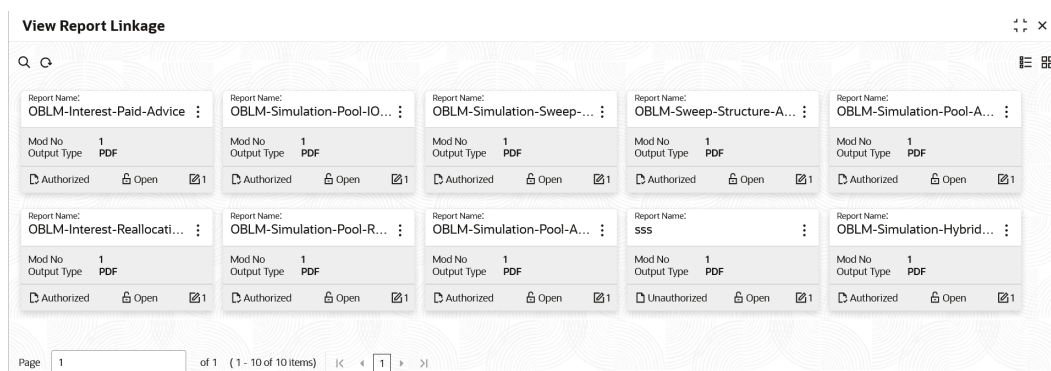 View Report Linkage
Report Name:
OBLM-Interest-Paid-Advice
Mod No 1
Output Type PDF
Authorized Open 1
Report Name:
OBLM-Simulation-Pool-IO...
Mod No 1
Output Type PDF
Authorized Open 1
Report Name:
OBLM-Simulation-Sweep-...
Mod No 1
Output Type PDF
Authorized Open 1
Report Name:
OBLM-Sweep-Structure-A...
Mod No 1
Output Type PDF
Authorized Open 1
Report Name:
OBLM-Simulation-Pool-A...
Mod No 1
Output Type PDF
Authorized Open 1
Report Name:
OBLM-Interest-Reallocati...
Mod No 1
Output Type PDF
Authorized Open 1
Report Name:
OBLM-Simulation-Pool-R...
Mod No 1
Output Type PDF
Authorized Open 1
Report Name:
OBLM-Simulation-Pool-A...
Mod No 1
Output Type PDF
Authorized Open 1
Report Name:
sss
Mod No 1
Output Type PDF
Unauthorized Open 1
Report Name:
OBLM-Simulation-Hybrid...
Mod No 1
Output Type PDF
Authorized Open 1
Page 1 of 1 (1 - 10 of 10 items) 1